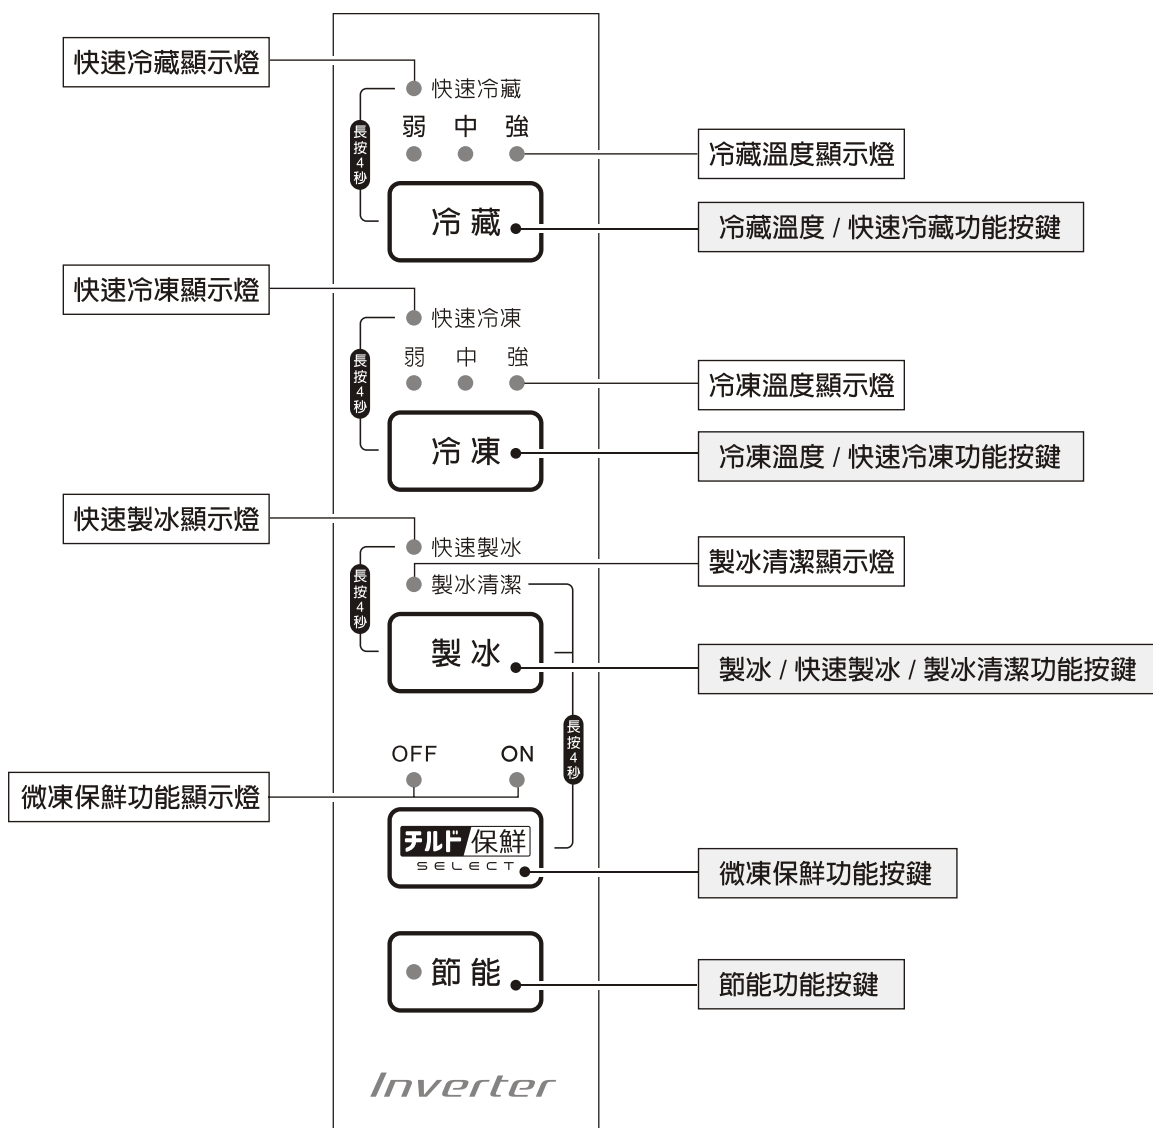 快速冷藏顯示燈
快速冷藏
長按4秒
弱 中 強
冷藏溫度顯示燈
冷藏
冷藏溫度 / 快速冷藏功能按鍵
快速冷凍顯示燈
快速冷凍
長按4秒
弱 中 強
冷凍溫度顯示燈
冷凍
冷凍溫度 / 快速冷凍功能按鍵
快速製冰顯示燈
快速製冰
製冰清潔顯示燈
製冰清潔
長按4秒
製冰
製冰 / 快速製冰 / 製冰清潔功能按鍵
長按4秒
OFF ON
微凍保鮮功能顯示燈
チルド/保鮮
SELECT
微凍保鮮功能按鍵
節能
節能功能按鍵
Inverter